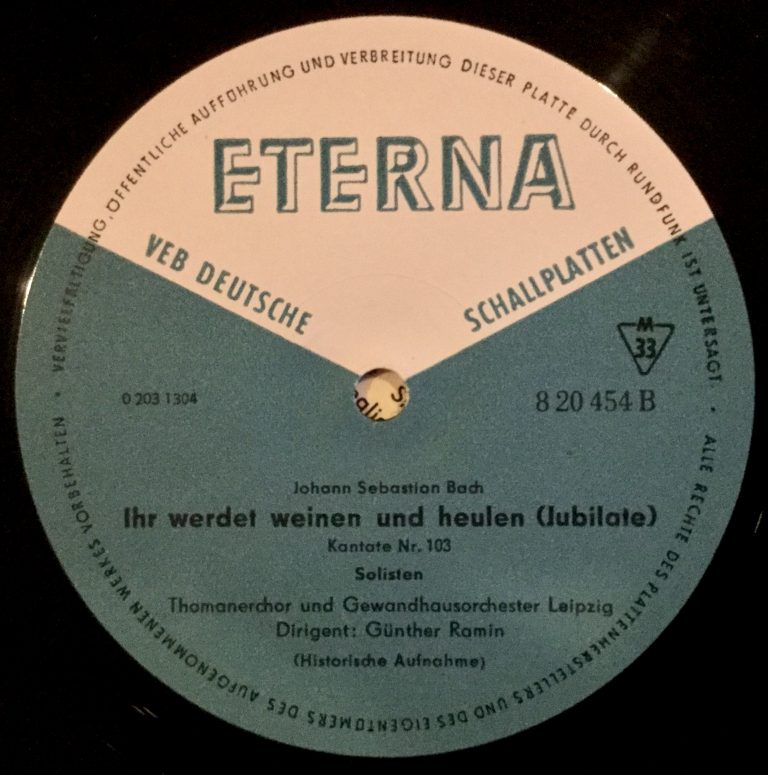 VERVIELFÄLTIGUNG, ÖFFENTLICHE AUFFÜHRUNG UND VERBREITUNG DIESER PLATTE DURCH RUNDFUNK IST UNTERSAGT •
ETERNA
VEB DEUTSCHE SCHALLPLATTEN
M
33
0 203 1304
8 20 454 B
Johann Sebastian Bach
Ihr werdet weinen und heulen (Jubilate)
Kantate Nr. 103
Solisten
Thomanerchor und Gewandhausorchester Leipzig
Dirigent: Günther Ramin
(Historische Aufnahme)
ALLE RECHTE DES PLATTENHERSTELLERS UND DES EIGENTÜMERS DES AUFGENOMMENEN WERKES VORBEHALTEN •